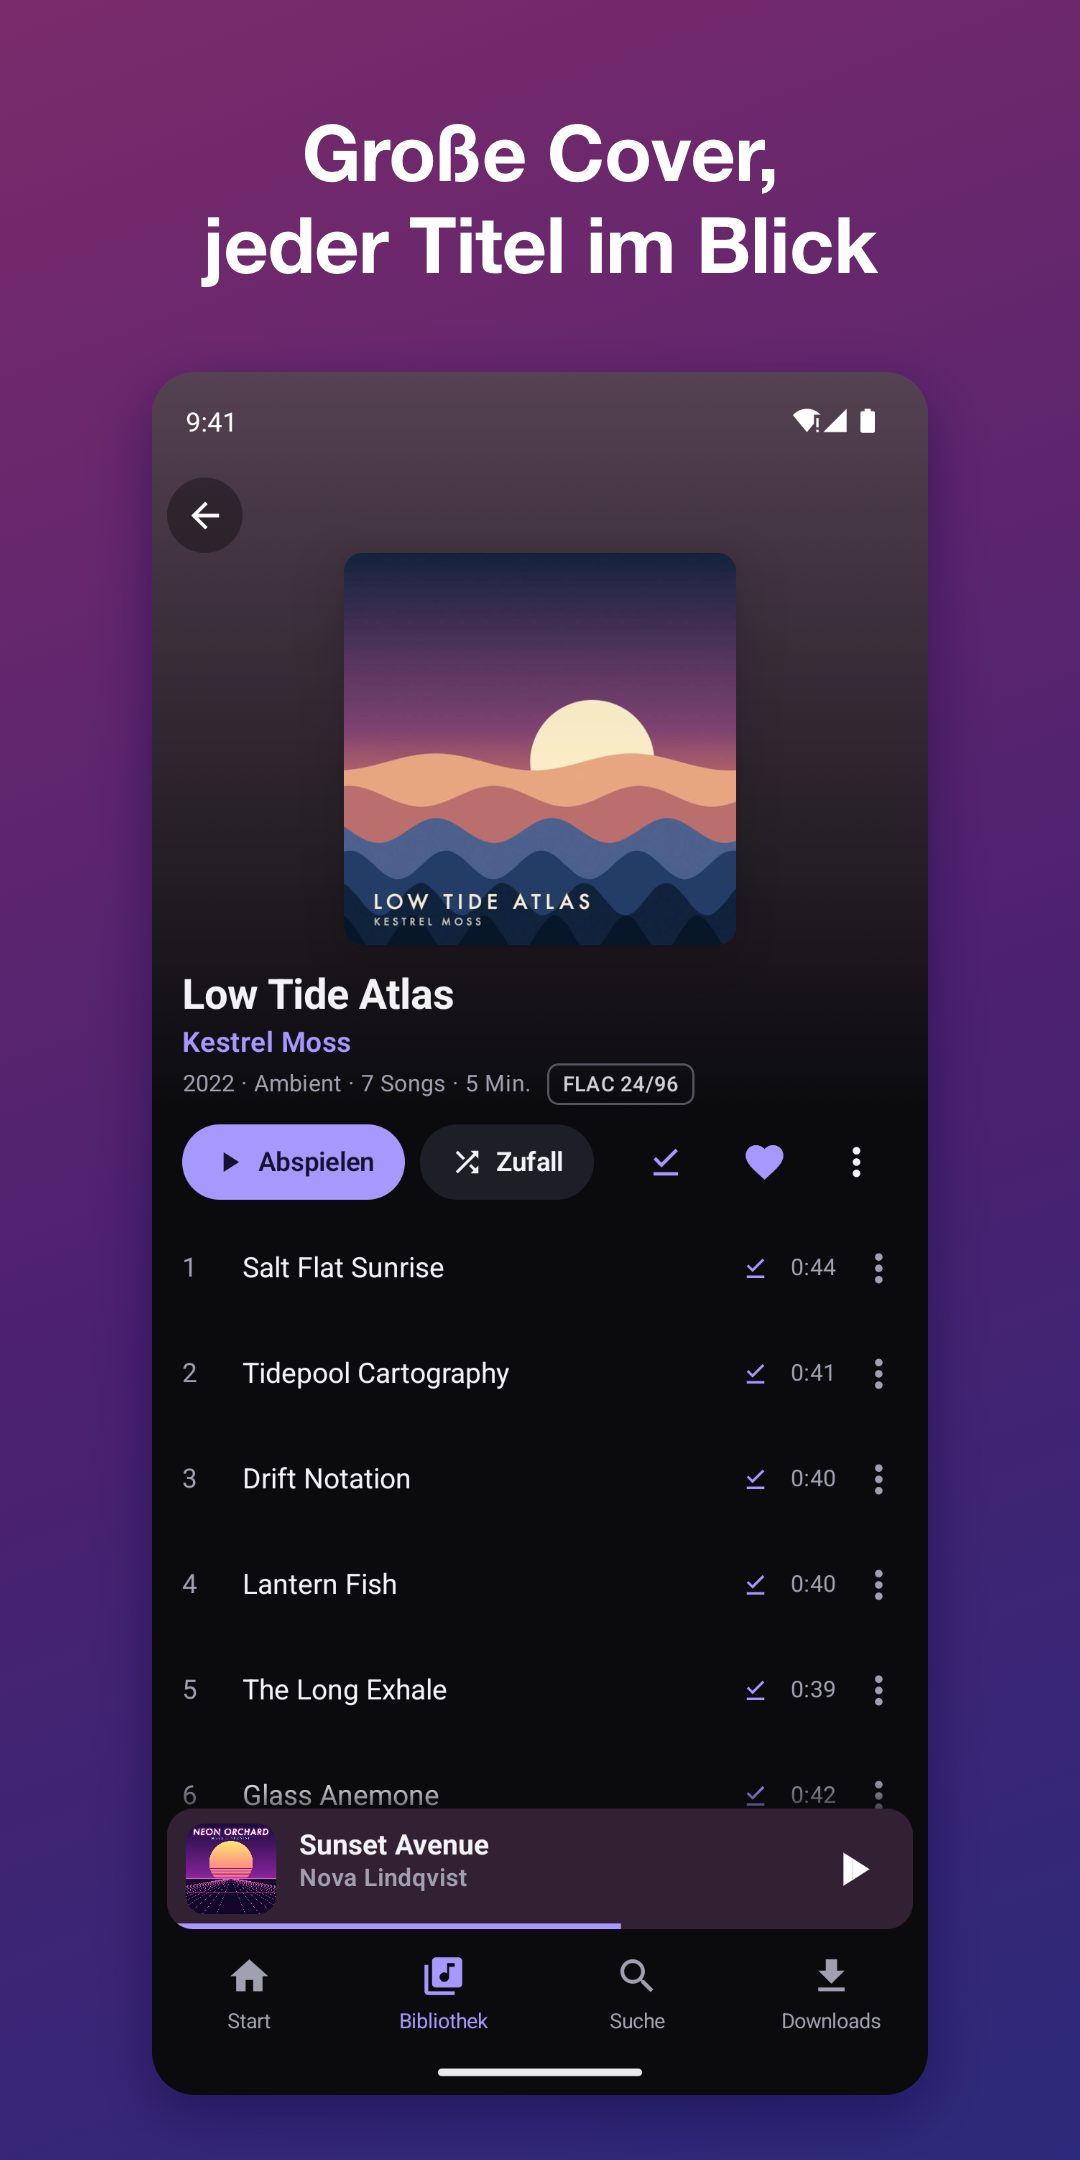 Große Cover,
jeder Titel im Blick
9:41
LOW TIDE ATLAS
KESTREL MOSS
Low Tide Atlas
Kestrel Moss
2022 · Ambient · 7 Songs · 5 Min. FLAC 24/96
Abspielen Zufall
1 Salt Flat Sunrise 0:44
2 Tidepool Cartography 0:41
3 Drift Notation 0:40
4 Lantern Fish 0:40
5 The Long Exhale 0:39
6 Glass Anemone 0:42
NEON ORCHARD
Sunset Avenue
Nova Lindqvist
Start Bibliothek Suche Downloads